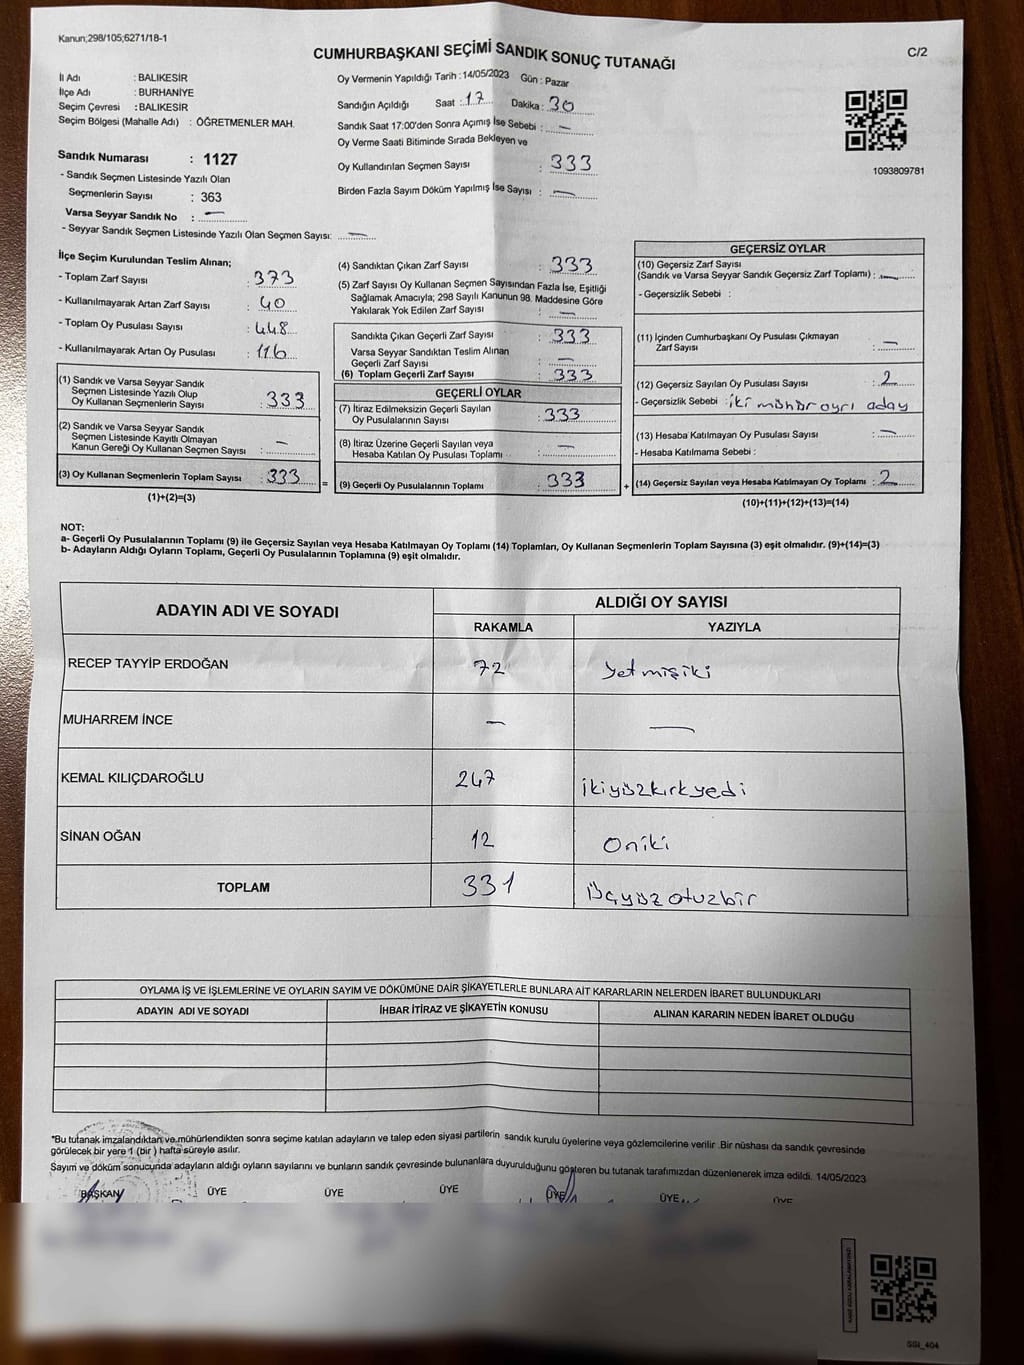 Kanun;298/105;6271/18-1
C/2
CUMHURBAŞKANI SEÇİMİ SANDIK SONUÇ TUTANAĞI
İl Adı : BALIKESİR
İlçe Adı : BURHANİYE
Seçim Çevresi : BALIKESİR
Seçim Bölgesi (Mahalle Adı) : ÖĞRETMENLER MAH.
Sandık Numarası : 1127
- Sandık Seçmen Listesinde Yazılı Olan
Seçmenlerin Sayısı : 363
Varsa Seyyar Sandık No : —
- Seyyar Sandık Seçmen Listesinde Yazılı Olan Seçmen Sayısı: —
Oy Vermenin Yapıldığı Tarih : 14/05/2023 Gün : Pazar
Sandığın Açıldığı Saat : 17 Dakika : 30
Sandık Saat 17:00'den Sonra Açımış İse Sebebi : —
Oy Verme Saati Bitiminde Sırada Bekleyen ve
Oy Kullandırılan Seçmen Sayısı : 333
Birden Fazla Sayım Döküm Yapılmış İse Sayısı : —
1093809781
İlçe Seçim Kurulundan Teslim Alınan;
- Toplam Zarf Sayısı : 373
- Kullanılmayarak Artan Zarf Sayısı : 40
- Toplam Oy Pusulası Sayısı : 448
- Kullanılmayarak Artan Oy Pusulası : 116
(1) Sandık ve Varsa Seyyar Sandık
Seçmen Listesinde Yazılı Olup
Oy Kullanan Seçmenlerin Sayısı : 333
(2) Sandık ve Varsa Seyyar Sandık
Seçmen Listesinde Kayıtlı Olmayan
Kanun Gereği Oy Kullanan Seçmen Sayısı : —
(3) Oy Kullanan Seçmenlerin Toplam Sayısı : 333
(1)+(2)=(3)
=
(4) Sandıktan Çıkan Zarf Sayısı : 333
(5) Zarf Sayısı Oy Kullanan Seçmen Sayısından Fazla İse, Eşitliği
Sağlamak Amacıyla; 298 Sayılı Kanunun 98. Maddesine Göre
Yakılarak Yok Edilen Zarf Sayısı : —
Sandıkta Çıkan Geçerli Zarf Sayısı : 333
Varsa Seyyar Sandıktan Teslim Alınan
Geçerli Zarf Sayısı : —
(6) Toplam Geçerli Zarf Sayısı : 333
GEÇERLİ OYLAR
(7) İtiraz Edilmeksizin Geçerli Sayılan
Oy Pusulasının Sayısı : 333
(8) İtiraz Üzerine Geçerli Sayılan veya
Hesaba Katılan Oy Pusulası Toplamı : —
(9) Geçerli Oy Pusulalarının Toplamı : 333
+
GEÇERSİZ OYLAR
(10) Geçersiz Zarf Sayısı
(Sandık ve Varsa Seyyar Sandık Geçersiz Zarf Toplamı) : —
- Geçersizlik Sebebi :
(11) İçinden Cumhurbaşkanı Oy Pusulası Çıkmayan
Zarf Sayısı : —
(12) Geçersiz Sayılan Oy Pusulası Sayısı : 2
- Geçersizlik Sebebi : iki mühür ayrı aday
(13) Hesaba Katılmayan Oy Pusulası Sayısı : —
- Hesaba Katılmama Sebebi :
(14) Geçersiz Sayılan veya Hesaba Katılmayan Oy Toplamı : 2
(10)+(11)+(12)+(13)=(14)
NOT:
a- Geçerli Oy Pusulalarının Toplamı (9) ile Geçersiz Sayılan veya Hesaba Katılmayan Oy Toplamı (14) Toplamları, Oy Kullanan Seçmenlerin Toplam Sayısına (3) eşit olmalıdır. (9)+(14)=(3)
b- Adayların Aldığı Oyların Toplamı, Geçerli Oy Pusulalarının Toplamına (9) eşit olmalıdır.
ADAYIN ADI VE SOYADI ALDIĞI OY SAYISI
RAKAMLA YAZIYLA
RECEP TAYYİP ERDOĞAN 72 Yetmişiki
MUHARREM İNCE — —
KEMAL KILIÇDAROĞLU 247 ikiyüzkırkyedi
SİNAN OĞAN 12 Oniki
TOPLAM 331 Üçyüzotuzbir
OYLAMA İŞ VE İŞLEMLERİNE VE OYLARIN SAYIM VE DÖKÜMÜNE DAİR ŞİKAYETLERLE BUNLARA AİT KARARLARIN NELERDEN İBARET BULUNDUKLARI
ADAYIN ADI VE SOYADI İHBAR İTİRAZ VE ŞİKAYETİN KONUSU ALINAN KARARIN NEDEN İBARET OLDUĞU
*Bu tutanak imzalandıktan ve mühürlendikten sonra seçime katılan adayların ve talep eden siyasi partilerin sandık kurulu üyelerine veya gözlemcilerine verilir. Bir nüshası da sandık çevresinde
görülecek bir yere 1 (bir ) hafta süreyle asılır.
Sayım ve döküm sonucunda adayların aldığı oyların sayılarını ve bunların sandık çevresinde bulunanlara duyurulduğunu gösteren bu tutanak tarafımızdan düzenlenerek imza edildi. 14/05/2023
BAŞKAN ÜYE ÜYE ÜYE ÜYE ÜYE ÜYE
SSI_404